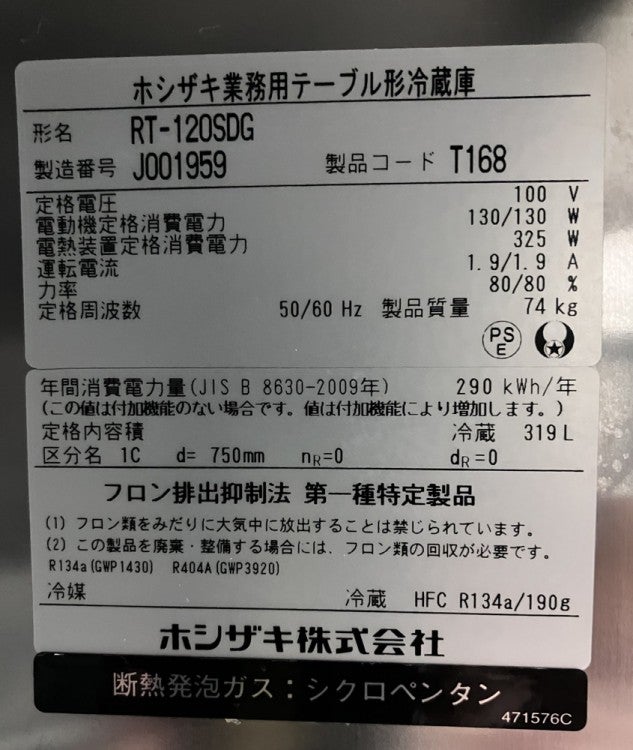 ホシザキ業務用テーブル形冷蔵庫
形名 RT-120SDG
製造番号 J001959 製品コード T168
定格電圧 100 V
電動機定格消費電力 130/130 W
電熱装置定格消費電力 325 W
運転電流 1.9/1.9 A
力率 80/80 %
定格周波数 50/60 Hz 製品質量 74 kg
PS
E
年間消費電力量(JIS B 8630-2009年) 290 kWh/年
(この値は付加機能のない場合です。値は付加機能により増加します。)
定格内容積 冷蔵 319L
区分名 1C d= 750mm nR=0 dR=0
フロン排出抑制法 第一種特定製品
(1) フロン類をみだりに大気中に放出することは禁じられています。
(2) この製品を廃棄・整備する場合には、フロン類の回収が必要です。
R134a(GWP1430) R404A(GWP3920)
冷媒 冷蔵 HFC R134a/190g
ホシザキ株式会社
断熱発泡ガス：シクロペンタン
471576C